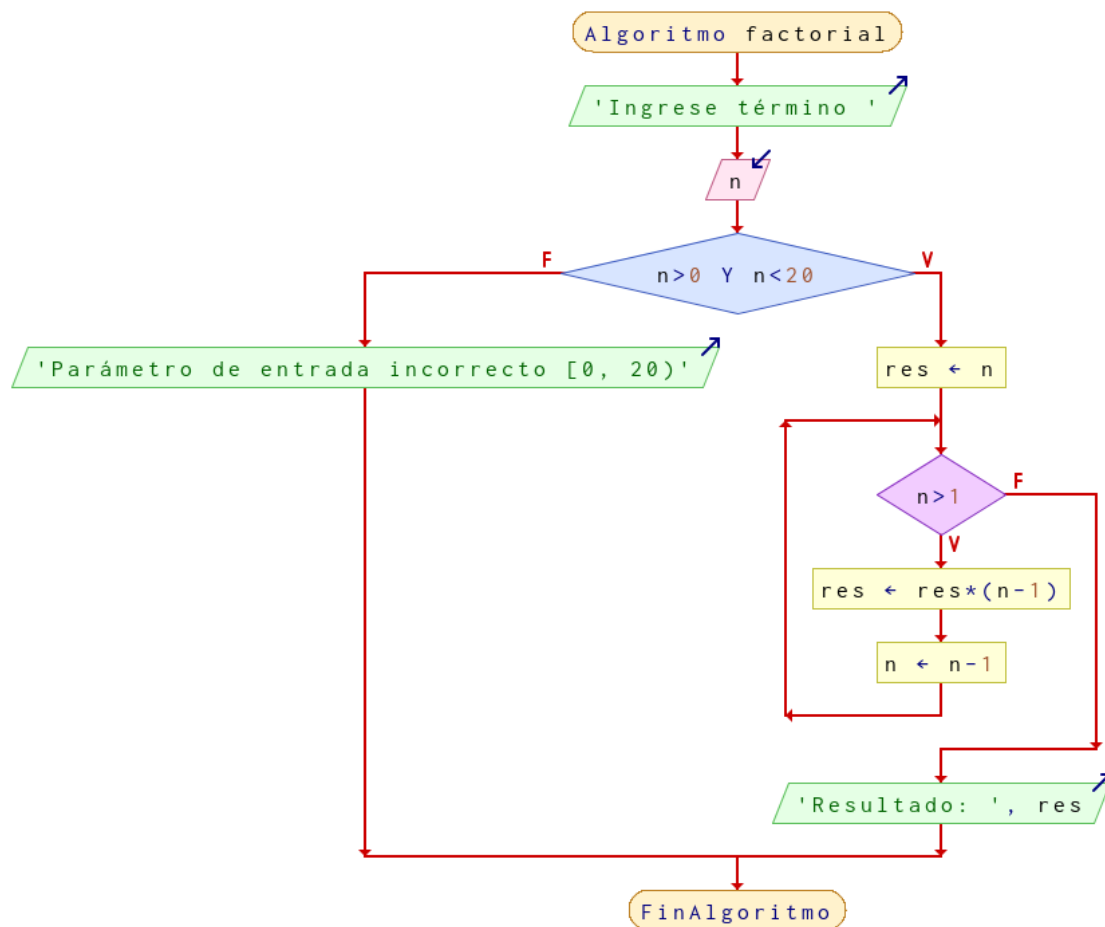 Algoritmo factorial
'Ingrese término '
n
n>0 Y n<20
F
V
'Parámetro de entrada incorrecto [0, 20)'
res ← n
n>1
F
V
res ← res*(n-1)
n ← n-1
'Resultado: ', res
FinAlgoritmo